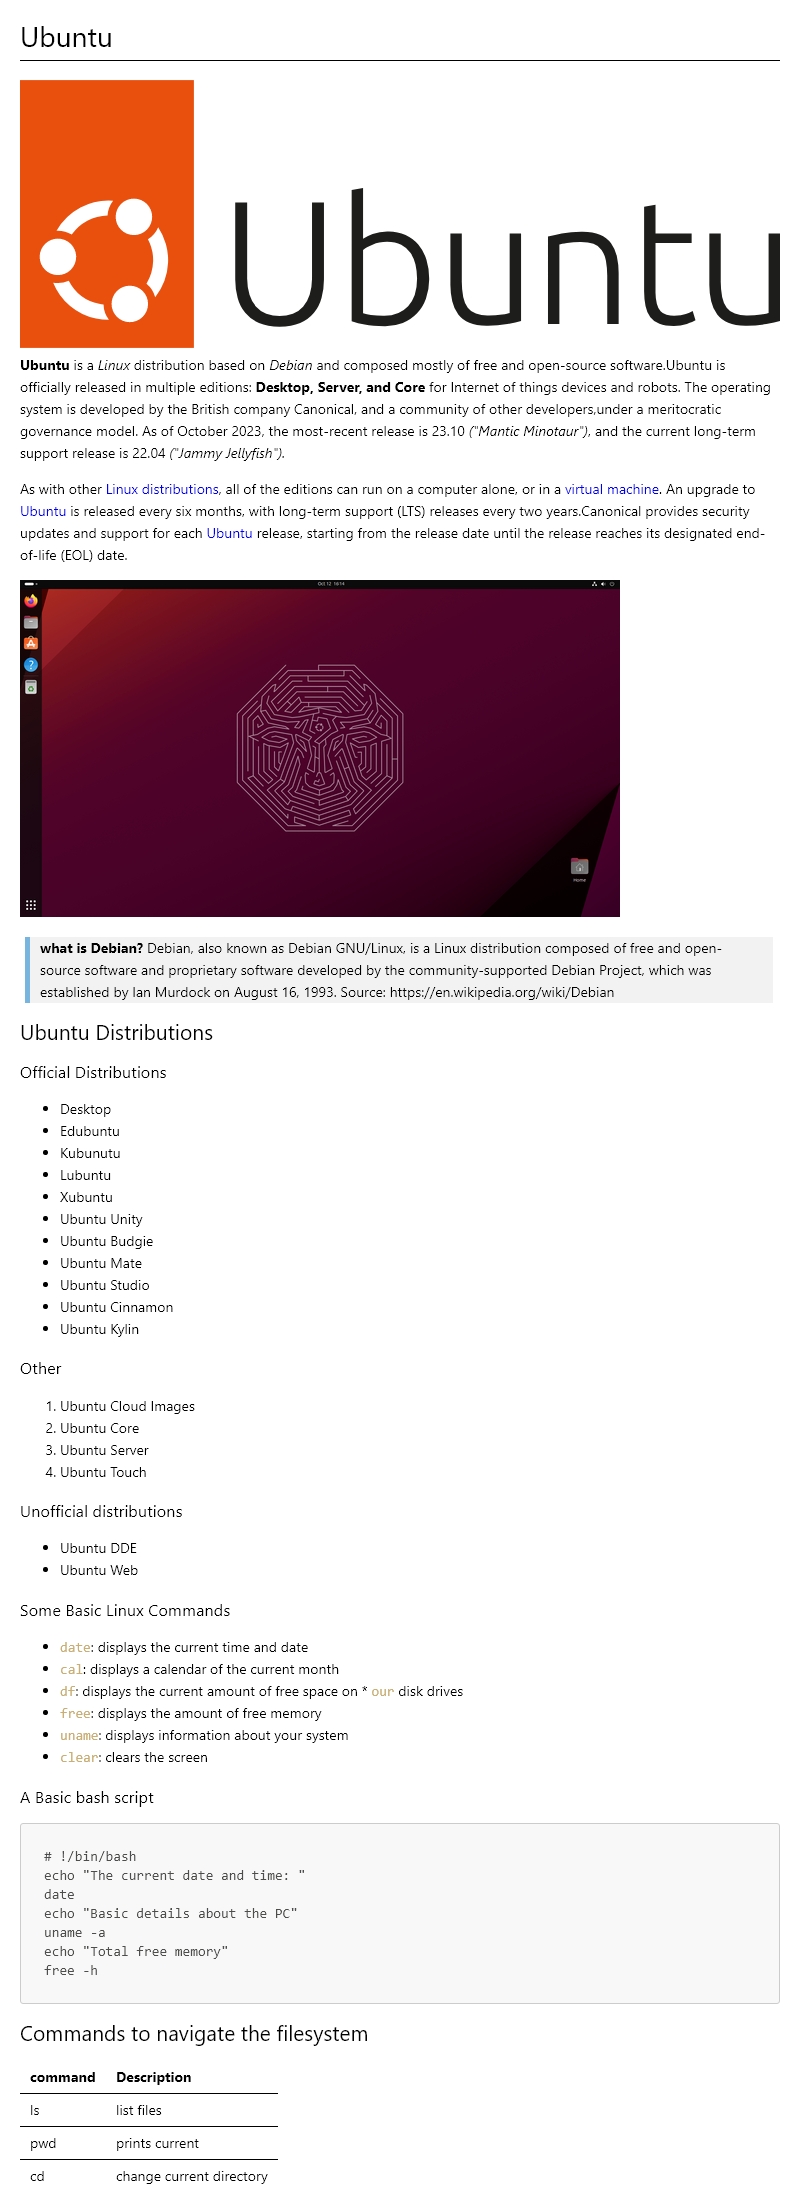 Ubuntu
Ubuntu
Ubuntu is a Linux distribution based on Debian and composed mostly of free and open-source software.Ubuntu is
officially released in multiple editions: Desktop, Server, and Core for Internet of things devices and robots. The operating
system is developed by the British company Canonical, and a community of other developers,under a meritocratic
governance model. As of October 2023, the most-recent release is 23.10 ("Mantic Minotaur"), and the current long-term
support release is 22.04 ("Jammy Jellyfish").
As with other Linux distributions, all of the editions can run on a computer alone, or in a virtual machine. An upgrade to
Ubuntu is released every six months, with long-term support (LTS) releases every two years.Canonical provides security
updates and support for each Ubuntu release, starting from the release date until the release reaches its designated end-
of-life (EOL) date.
Oct 12 16:14
Home
what is Debian? Debian, also known as Debian GNU/Linux, is a Linux distribution composed of free and open-
source software and proprietary software developed by the community-supported Debian Project, which was
established by Ian Murdock on August 16, 1993. Source: https://en.wikipedia.org/wiki/Debian
Ubuntu Distributions
Official Distributions
• Desktop
• Edubuntu
• Kubunutu
• Lubuntu
• Xubuntu
• Ubuntu Unity
• Ubuntu Budgie
• Ubuntu Mate
• Ubuntu Studio
• Ubuntu Cinnamon
• Ubuntu Kylin
Other
1. Ubuntu Cloud Images
2. Ubuntu Core
3. Ubuntu Server
4. Ubuntu Touch
Unofficial distributions
• Ubuntu DDE
• Ubuntu Web
Some Basic Linux Commands
• date: displays the current time and date
• cal: displays a calendar of the current month
• df: displays the current amount of free space on * our disk drives
• free: displays the amount of free memory
• uname: displays information about your system
• clear: clears the screen
A Basic bash script
# !/bin/bash
echo "The current date and time: "
date
echo "Basic details about the PC"
uname -a
echo "Total free memory"
free -h
Commands to navigate the filesystem
command Description
ls list files
pwd prints current
cd change current directory